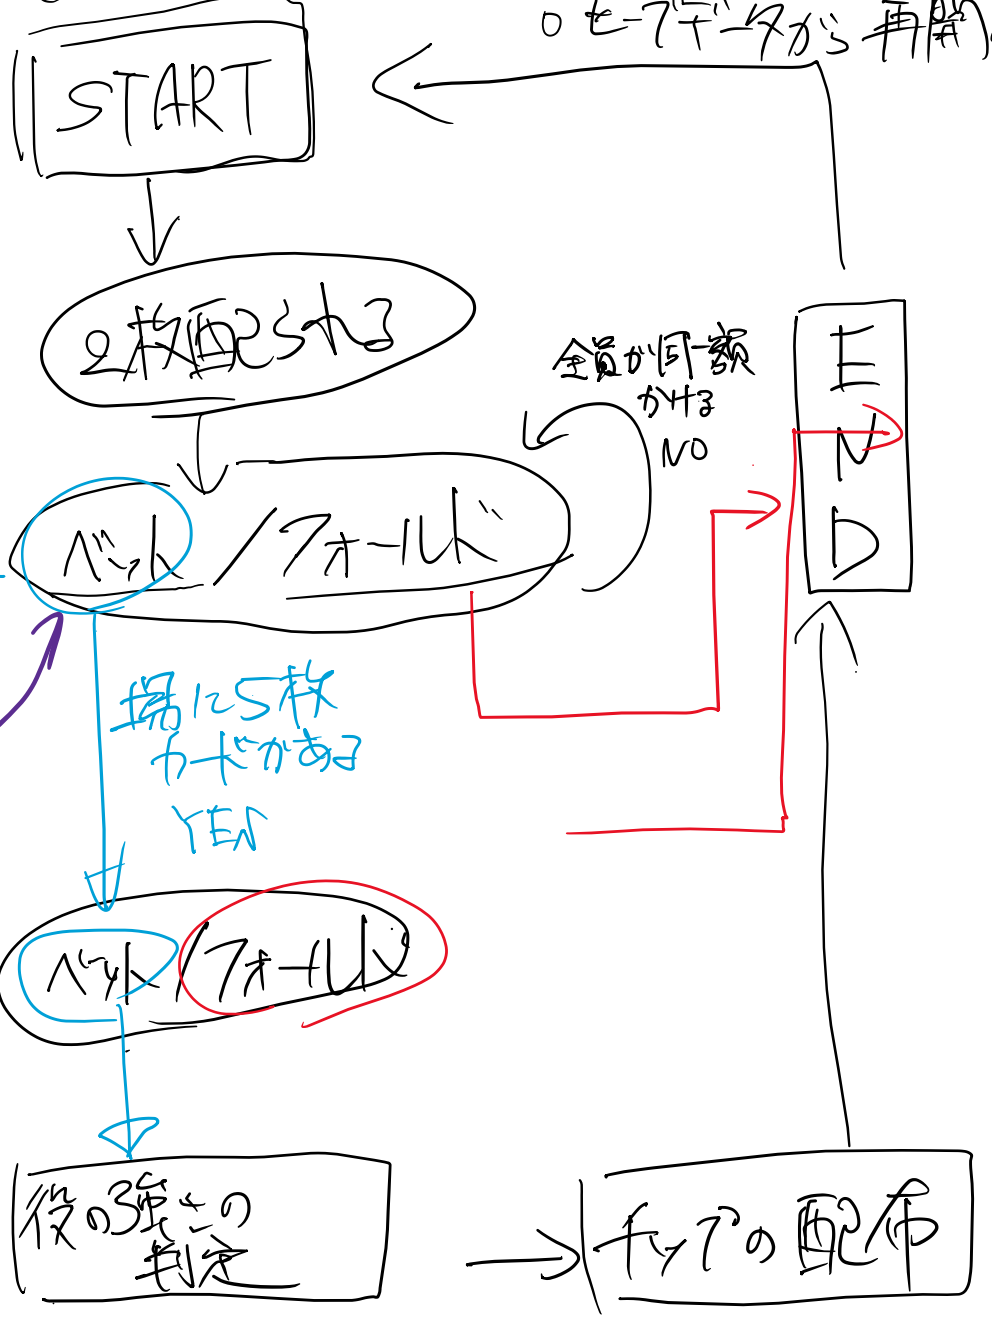 ○セーブデータから再開
START
2枚配られる
全員が同一額
かける
NO
E
N
D
ベット/フォールド
場に5枚
カードがある
YES
ベット/フォールド
役の強さの
判定
チップの配布